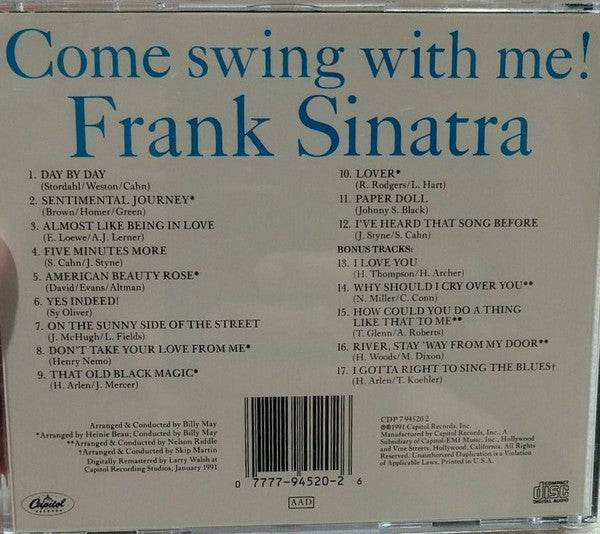 Come swing with me!
Frank Sinatra
1. DAY BY DAY
(Stordahl/Weston/Cahn)
2. SENTIMENTAL JOURNEY*
(Brown/Homer/Green)
3. ALMOST LIKE BEING IN LOVE
(E. Loewe/A.J. Lerner)
4. FIVE MINUTES MORE
(S. Cahn/J. Styne)
5. AMERICAN BEAUTY ROSE*
(David/Evans/Altman)
6. YES INDEED!
(Sy Oliver)
7. ON THE SUNNY SIDE OF THE STREET
(J. McHugh/L. Fields)
8. DON'T TAKE YOUR LOVE FROM ME*
(Henry Nemo)
9. THAT OLD BLACK MAGIC*
(H. Arlen/J. Mercer)
10. LOVER*
(R. Rodgers/L. Hart)
11. PAPER DOLL
(Johnny S. Black)
12. I'VE HEARD THAT SONG BEFORE
(J. Styne/S. Cahn)
BONUS TRACKS:
13. I LOVE YOU
(H. Thompson/H. Archer)
14. WHY SHOULD I CRY OVER YOU**
(N. Miller/C. Conn)
15. HOW COULD YOU DO A THING
LIKE THAT TO ME**
(T. Glenn/A. Roberts)
16. RIVER, STAY 'WAY FROM MY DOOR**
(H. Woods/M. Dixon)
17. I GOTTA RIGHT TO SING THE BLUES†
(H. Arlen/T. Koehler)
Arranged & Conducted by Billy May
*Arranged by Heinie Beau; Conducted by Billy May
**Arranged & Conducted by Nelson Riddle
†Arranged & Conducted by Skip Martin
Digitally Remastered by Larry Walsh at
Capitol Recording Studios, January 1991
Capitol
RECORDS
0 7777-94520-2 6
AAD
CDP 7 94520 2
℗©1991 Capitol Records, Inc.
Manufactured by Capitol Records, Inc. A
Subsidiary of Capitol-EMI Music, Inc., Hollywood
and Vine Streets, Hollywood, California. All Rights
Reserved. Unauthorized Duplication is a Violation
of Applicable Laws. Printed in U.S.A.
COMPACT
disc
DIGITAL AUDIO